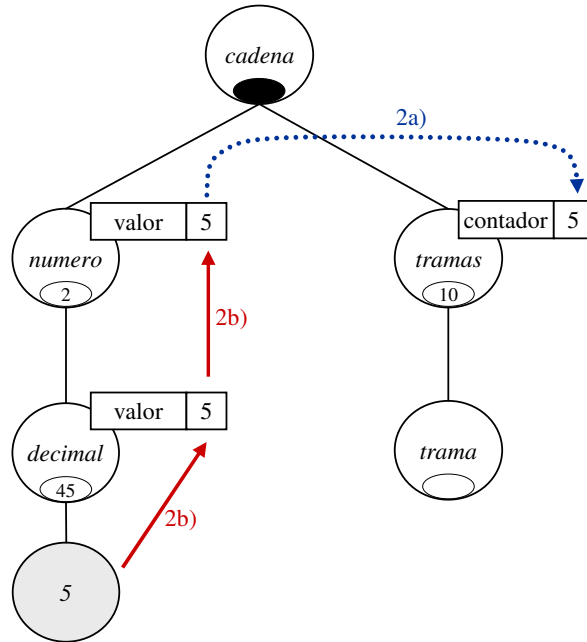 cadena
2a)
valor 5
contador 5
numero
tramas
2
10
2b)
valor 5
decimal
trama
45
2b)
5